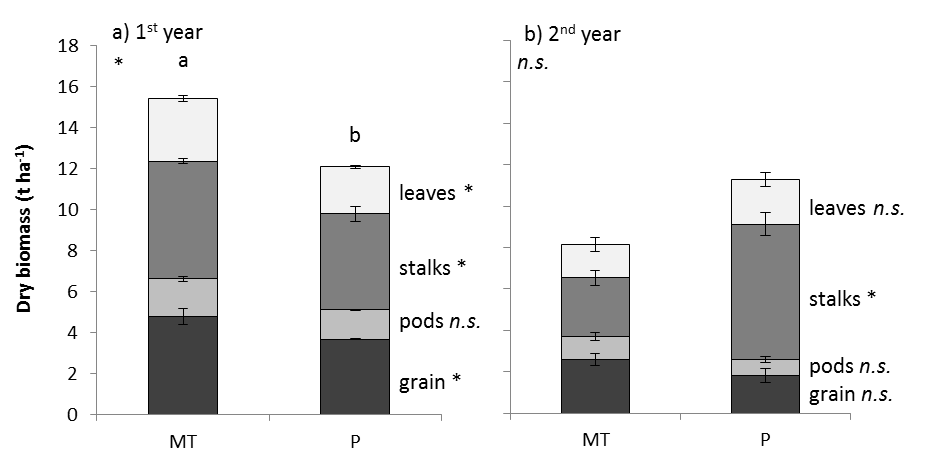 a) 1st year
b) 2nd year
18
* a
n.s.
16
14
b
12
10
leaves *
leaves n.s.
8
stalks *
stalks *
6
4
pods n.s.
pods n.s.
2
grain *
grain n.s.
0
MT P
MT P
Dry biomass (t ha-1)